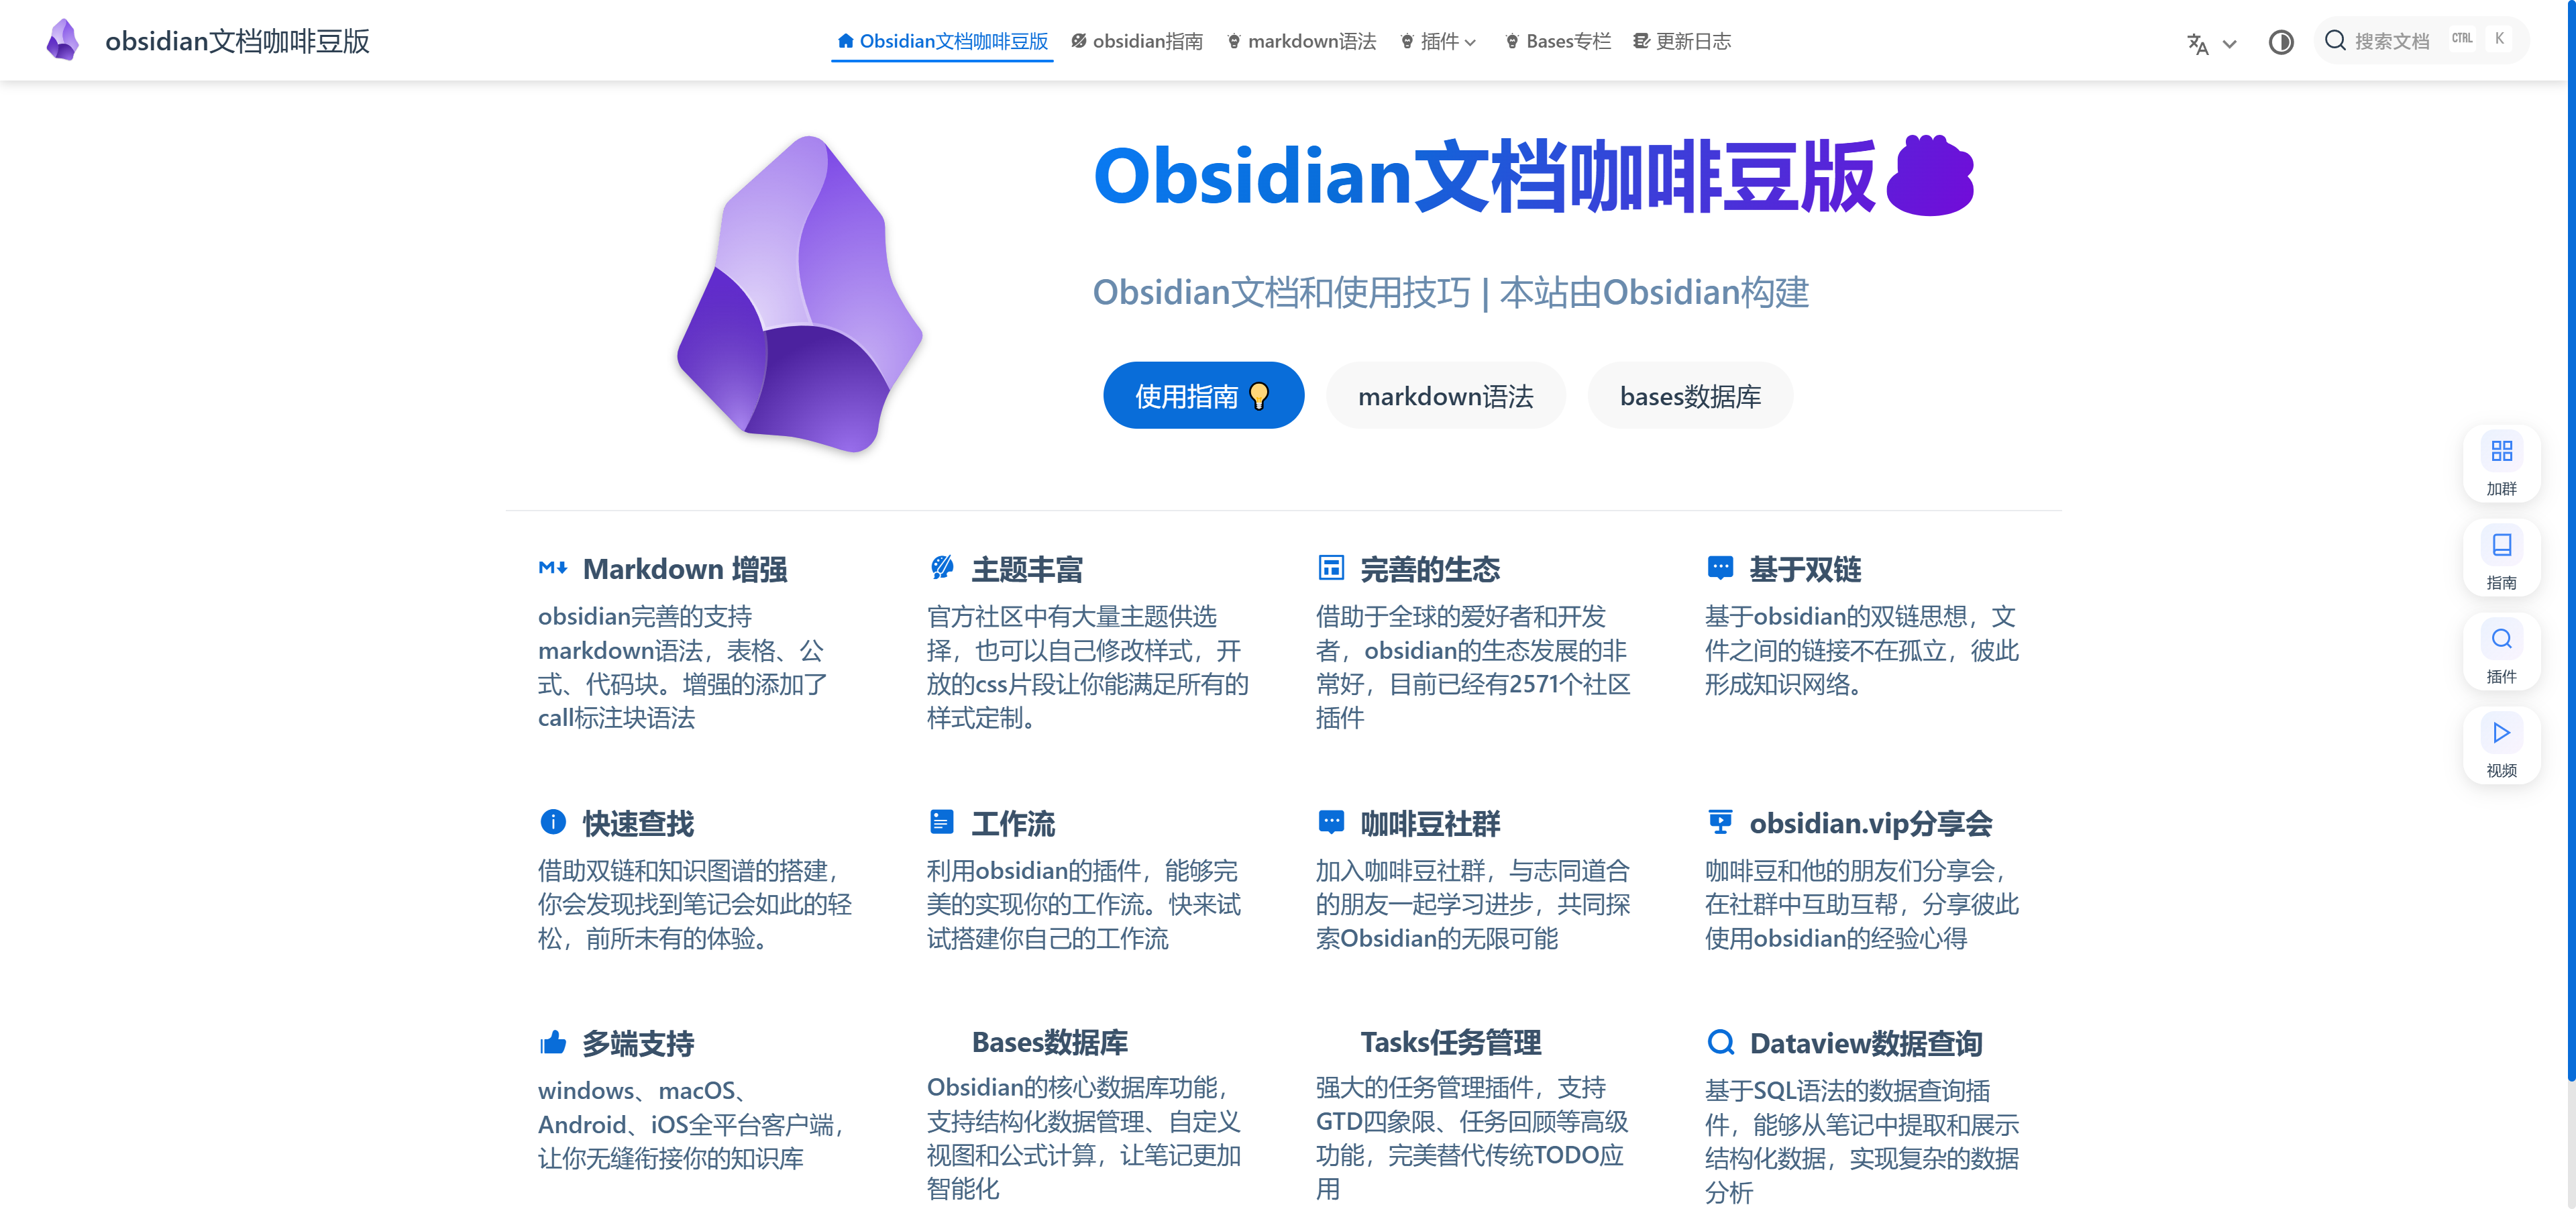 obsidian文档咖啡豆版
Obsidian文档咖啡豆版
obsidian指南
markdown语法
插件
Bases专栏
更新日志
搜索文档
CTRL
K
Obsidian文档咖啡豆版
Obsidian文档和使用技巧 | 本站由Obsidian构建
使用指南
markdown语法
bases数据库
加群
指南
插件
视频
Markdown 增强
obsidian完善的支持
markdown语法，表格、公
式、代码块。增强的添加了
call标注块语法
主题丰富
官方社区中有大量主题供选
择，也可以自己修改样式，开
放的css片段让你能满足所有的
样式定制。
完善的生态
借助于全球的爱好者和开发
者，obsidian的生态发展的非
常好，目前已经有2571个社区
插件
基于双链
基于obsidian的双链思想，文
件之间的链接不在孤立，彼此
形成知识网络。
快速查找
借助双链和知识图谱的搭建，
你会发现找到笔记会如此的轻
松，前所未有的体验。
工作流
利用obsidian的插件，能够完
美的实现你的工作流。快来试
试搭建你自己的工作流
咖啡豆社群
加入咖啡豆社群，与志同道合
的朋友一起学习进步，共同探
索Obsidian的无限可能
obsidian.vip分享会
咖啡豆和他的朋友们分享会，
在社群中互助互帮，分享彼此
使用obsidian的经验心得
多端支持
windows、macOS、
Android、iOS全平台客户端，
让你无缝衔接你的知识库
Bases数据库
Obsidian的核心数据库功能，
支持结构化数据管理、自定义
视图和公式计算，让笔记更加
智能化
Tasks任务管理
强大的任务管理插件，支持
GTD四象限、任务回顾等高级
功能，完美替代传统TODO应
用
Dataview数据查询
基于SQL语法的数据查询插
件，能够从笔记中提取和展示
结构化数据，实现复杂的数据
分析